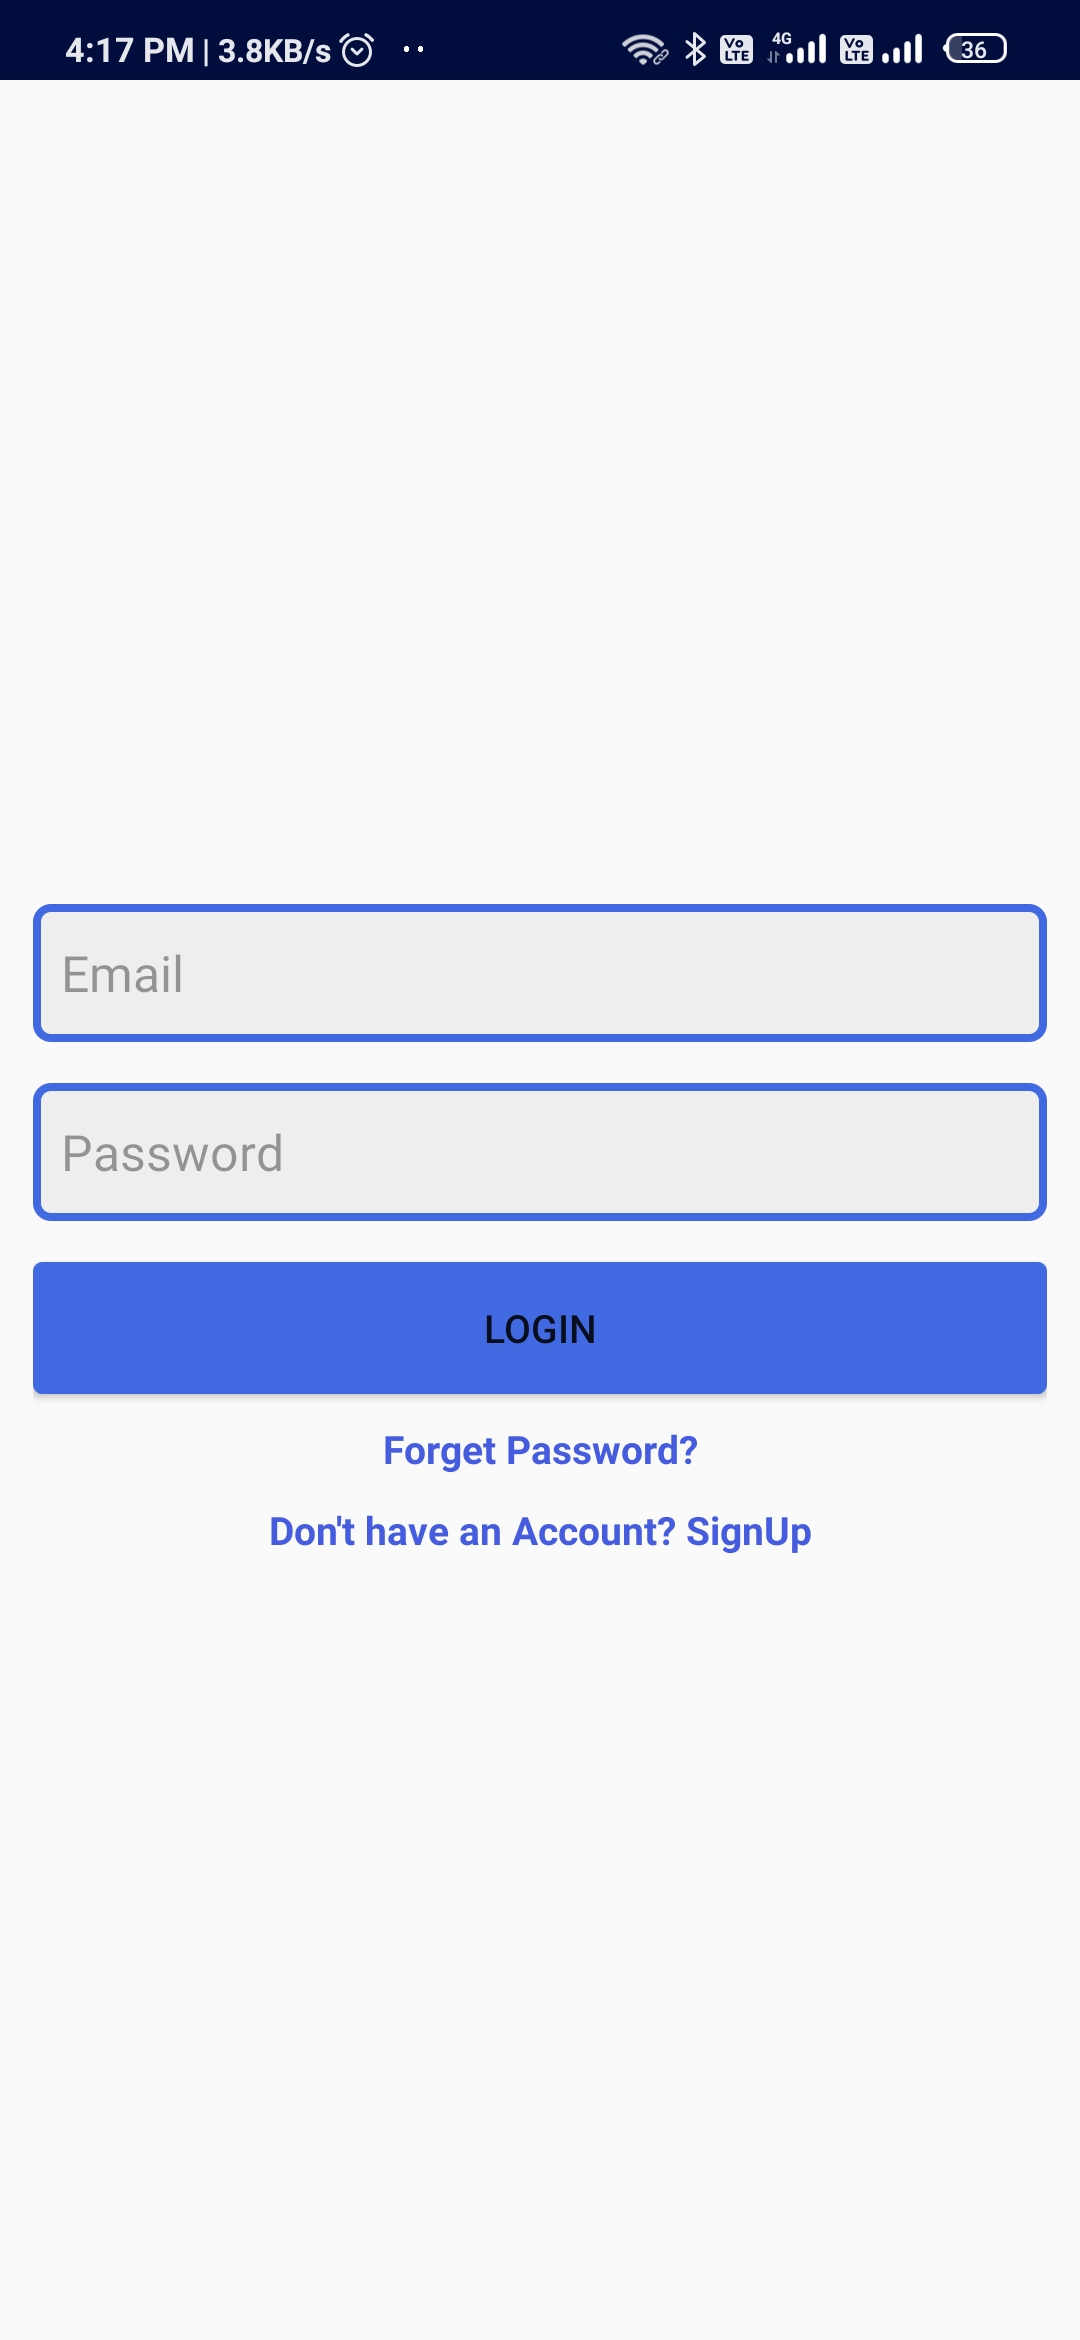 4:17 PM | 3.8KB/s Vo LTE 4G Vo LTE 36
Email
Password
LOGIN
Forget Password?
Don't have an Account? SignUp